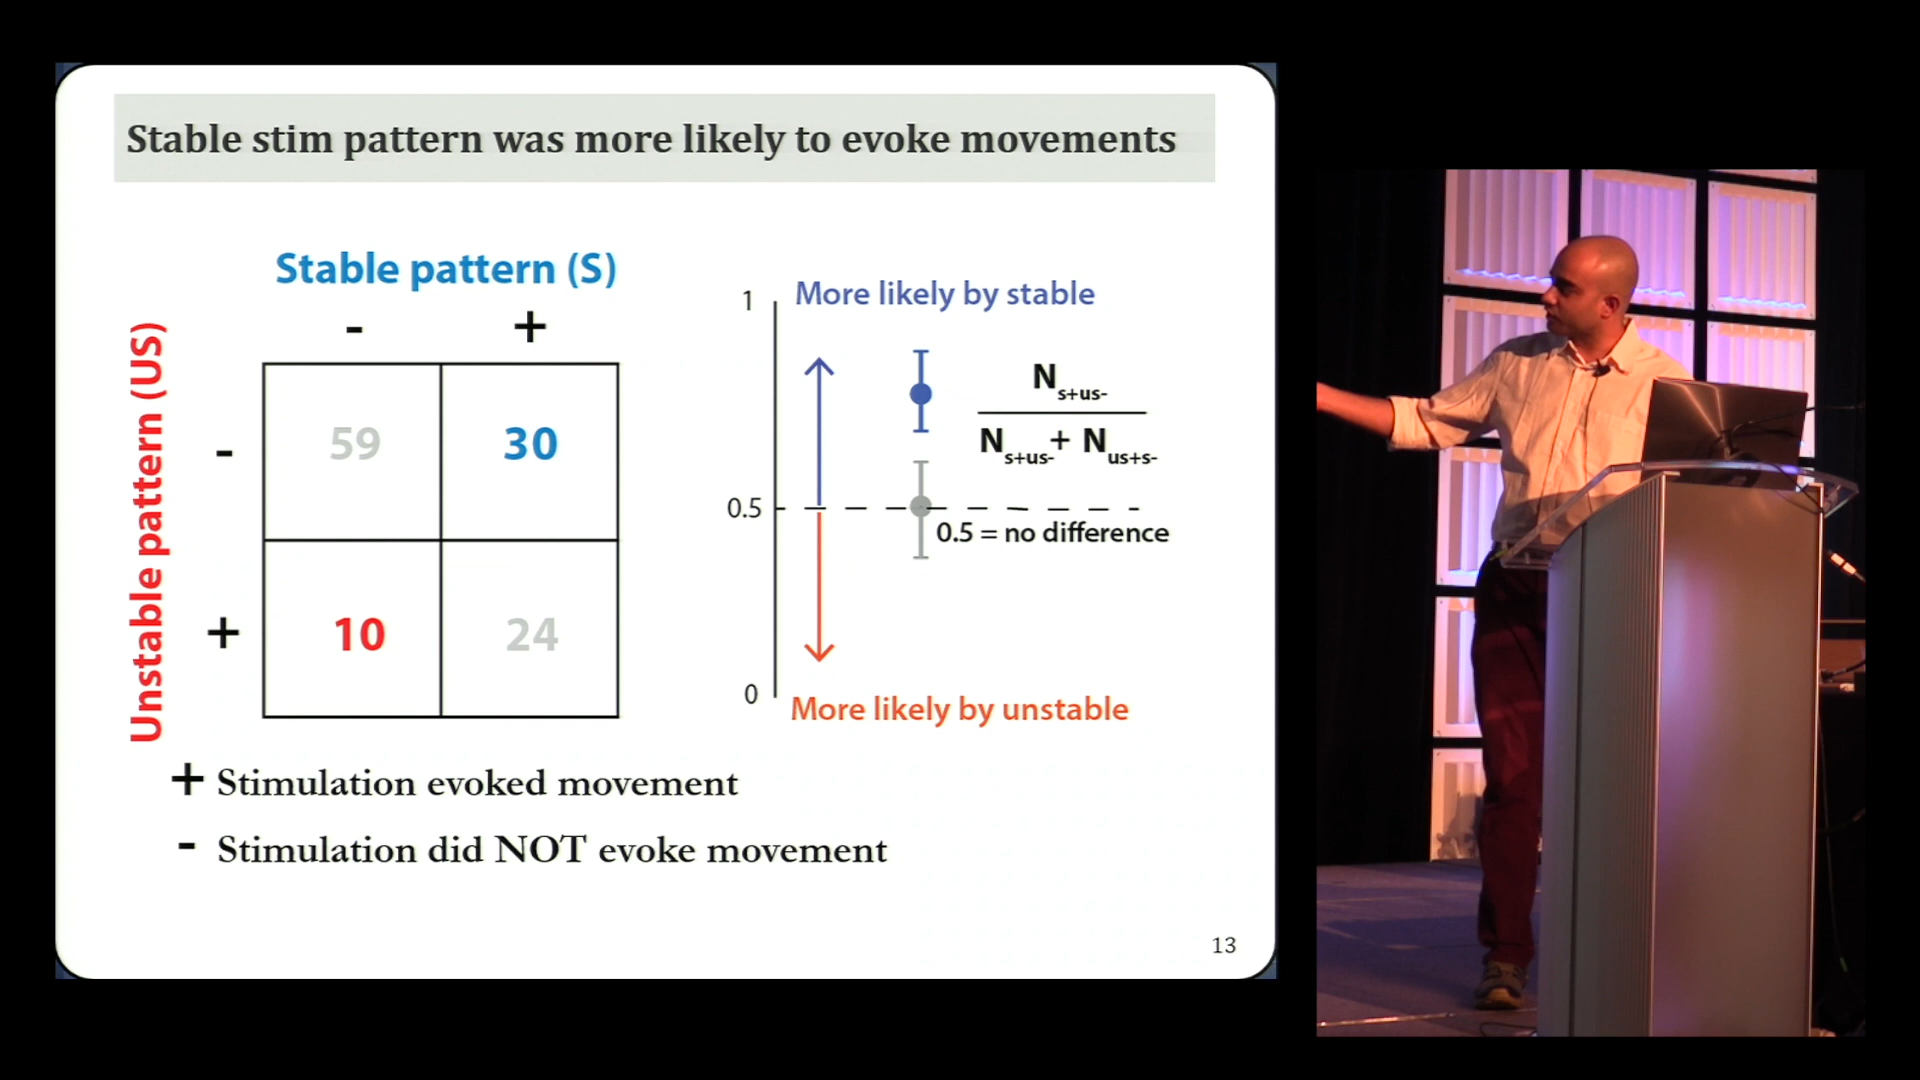 Stable stim pattern was more likely to evoke movements
Stable pattern (S)
- +
Unstable pattern (US)
- 59 30
+ 10 24
+ Stimulation evoked movement
- Stimulation did NOT evoke movement
1 More likely by stable
N s+us-
N s+us- + N us+s-
0.5
0.5 = no difference
0
More likely by unstable
13